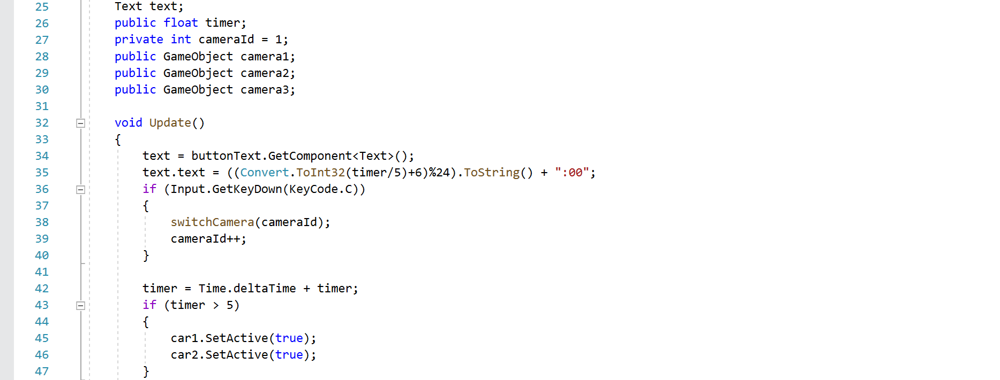 25 Text text;
26 public float timer;
27 private int cameraId = 1;
28 public GameObject camera1;
29 public GameObject camera2;
30 public GameObject camera3;
31
32 void Update()
33 {
34 text = buttonText.GetComponent<Text>();
35 text.text = ((Convert.ToInt32(timer/5)+6)%24).ToString() + ":00";
36 if (Input.GetKeyDown(KeyCode.C))
37 {
38 switchCamera(cameraId);
39 cameraId++;
40 }
41
42 timer = Time.deltaTime + timer;
43 if (timer > 5)
44 {
45 car1.SetActive(true);
46 car2.SetActive(true);
47 }